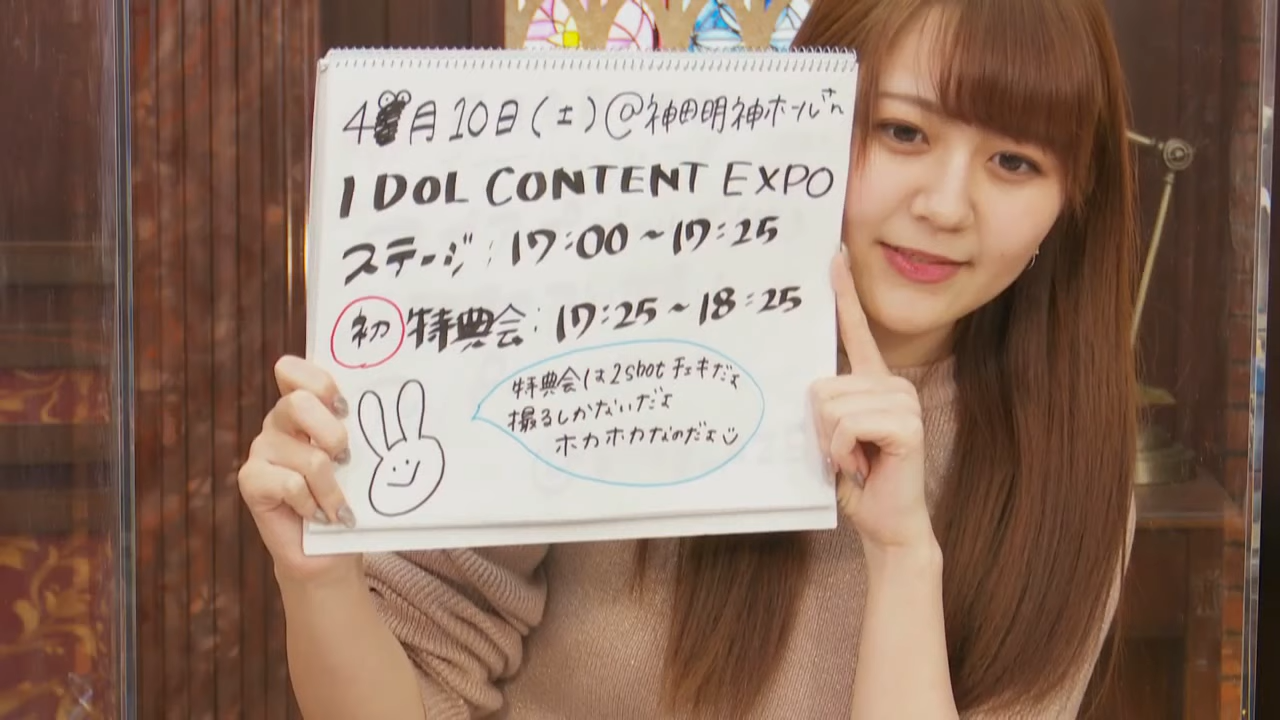 4月10日(土)@神田明神ホールさん
IDOL CONTENT EXPO
ステージ:17:00~17:25
初 特典会:17:25~18:25
特典会は2shotチェキだよ
撮るしかないだよ
ホカホカなのだよ